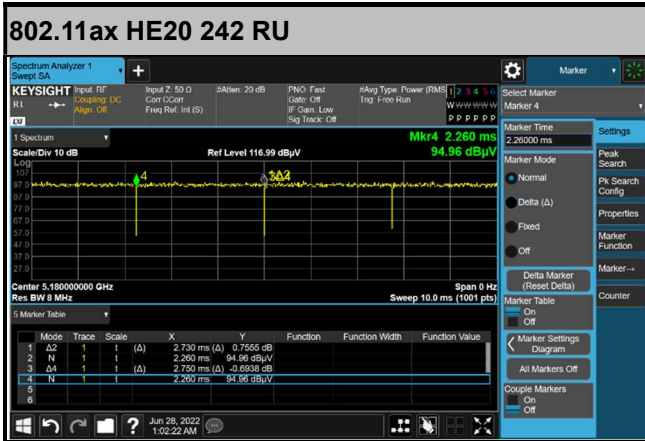 802.11ax HE20 242 RU
Spectrum Analyzer 1
Swept SA
+
Marker
KEYSIGHT
Input: RF
Input Z: 50 Ω
#Atten: 20 dB
PNO: Fast
#Avg Type: Power (RMS
1 2 3 4 5 6
Select Marker
RL
Coupling: DC
Corr CCorr
Gate: Off
Trig: Free Run
Marker 4
Align: Off
Freq Ref: Int (S)
IF Gain: Low
W W W W W W
Sig Track: Off
P P P P P P
LXI
1 Spectrum
Mkr4 2.260 ms
Marker Time
Settings
Scale/Div 10 dB
Ref Level 116.99 dBµV
94.96 dBµV
2.26000 ms
Log
Marker Mode
Peak
Search
107
4
3Δ4
Normal
97.0
Pk Search
Config
87.0
Delta (Δ)
77.0
Properties
67.0
Fixed
57.0
Marker
Function
47.0
Off
37.0
27.0
Delta Marker
(Reset Delta)
Marker→
Center 5.180000000 GHz
Span 0 Hz
Res BW 8 MHz
Sweep 10.0 ms (1001 pts)
Marker Table
Counter
On
Off
5 Marker Table
Marker Settings
Diagram
Mode Trace Scale X Y Function Function Width Function Value
1 Δ2 1 t (Δ) 2.730 ms (Δ) 0.7555 dB
2 N 1 t 2.260 ms 94.96 dBµV
All Markers Off
3 Δ4 1 t (Δ) 2.750 ms (Δ) -0.6938 dB
4 N 1 t 2.260 ms 94.96 dBµV
Couple Markers
5
On
6
Off
?
Jun 28, 2022
1:02:22 AM